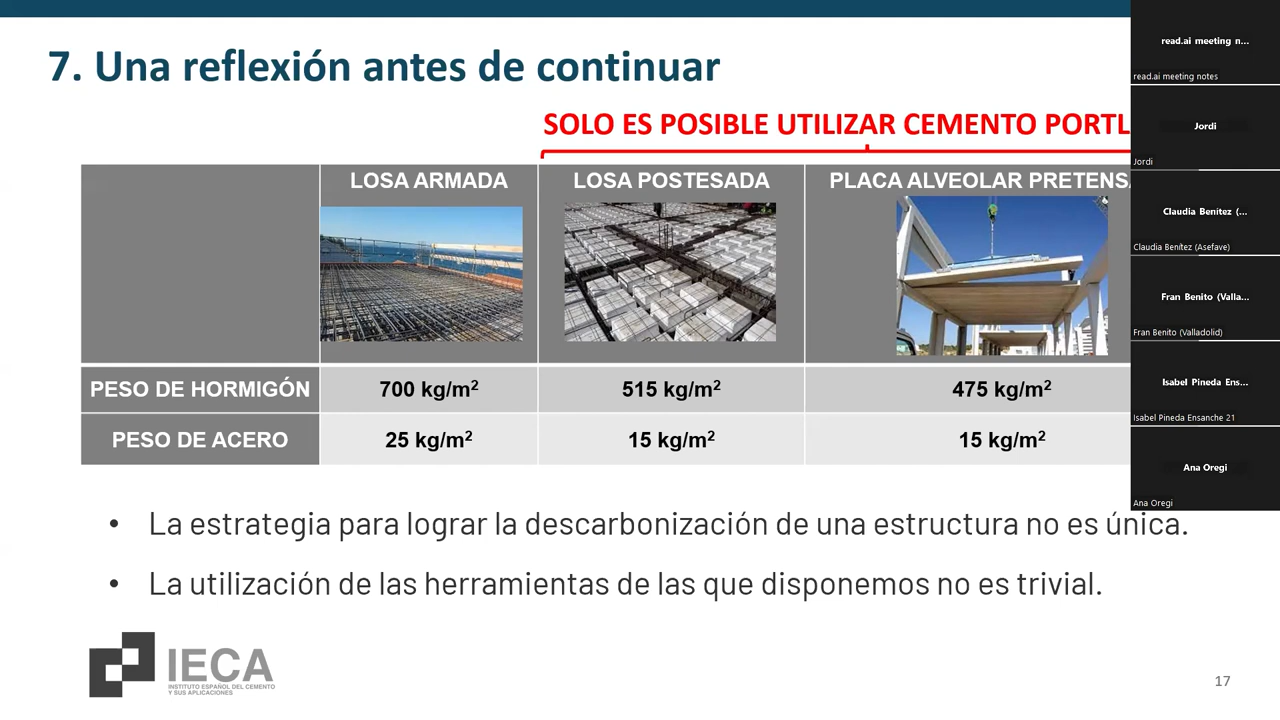 7. Una reflexión antes de continuar
SOLO ES POSIBLE UTILIZAR CEMENTO PORTL
LOSA ARMADA
LOSA POSTESADA
PLACA ALVEOLAR PRETENSA
PESO DE HORMIGÓN
700 kg/m²
515 kg/m²
475 kg/m²
PESO DE ACERO
25 kg/m²
15 kg/m²
15 kg/m²
• La estrategia para lograr la descarbonización de una estructura no es única.
• La utilización de las herramientas de las que disponemos no es trivial.
IECA
INSTITUTO ESPAÑOL DEL CEMENTO
Y SUS APLICACIONES
17
read.ai meeting n...
read.ai meeting notes
Jordi
Jordi
Claudia Benítez (...
Claudia Benítez (Asefave)
Fran Benito (Valla...
Fran Benito (Valladolid)
Isabel Pineda Ens...
Isabel Pineda Ensanche 21
Ana Oregi
Ana Oregi